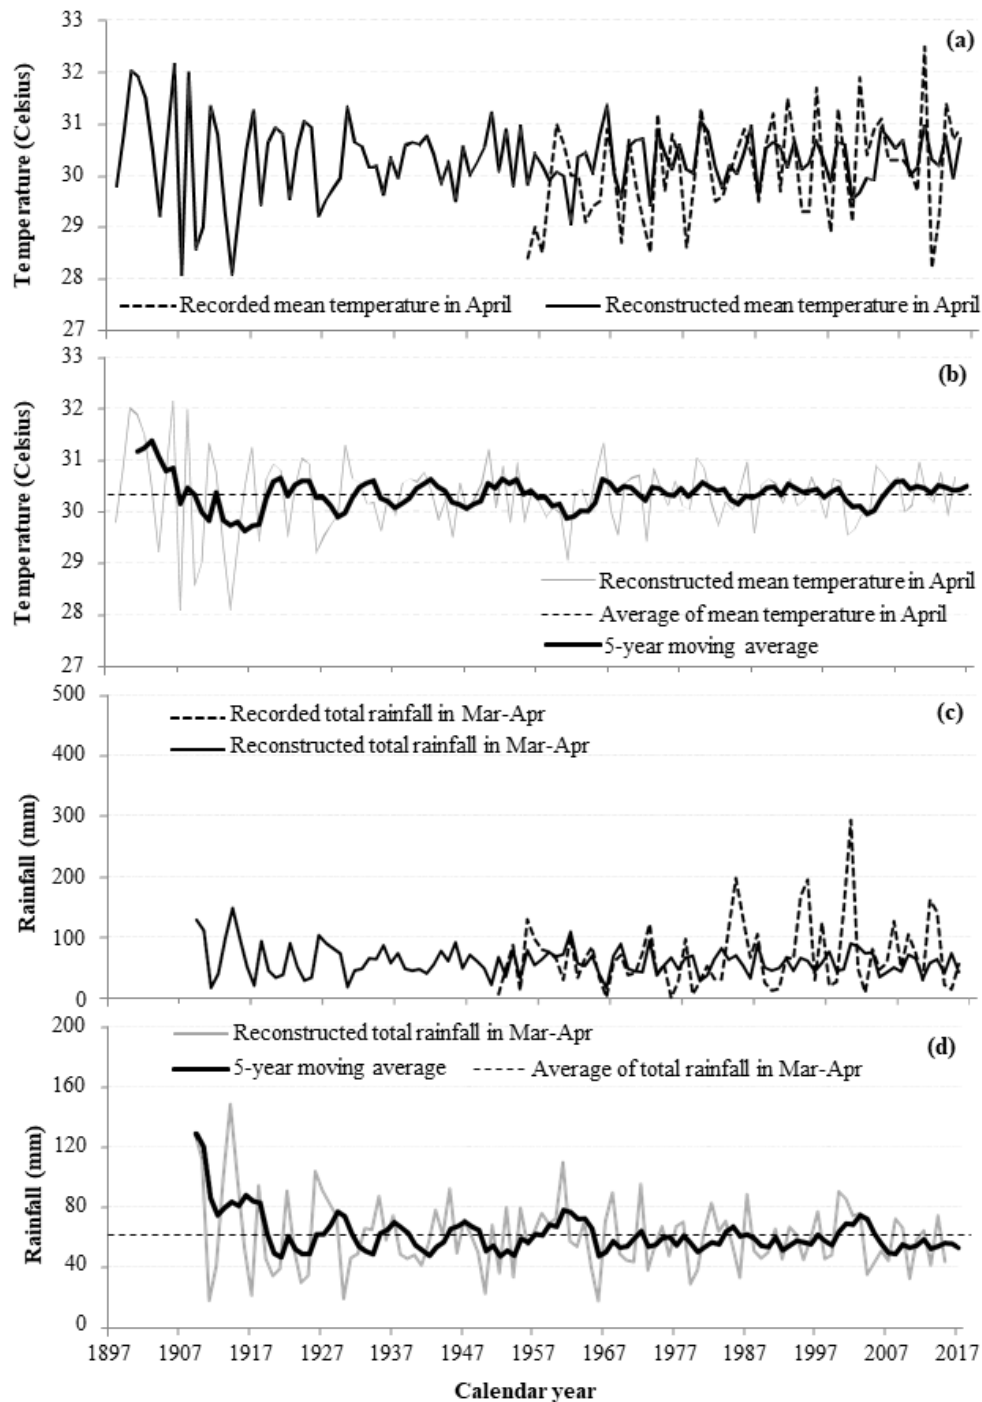 33
(a)
32
31
30
29
28
27
Temperature (Celsius)
Recorded mean temperature in April
Reconstructed mean temperature in April
33
(b)
32
31
30
29
28
27
Temperature (Celsius)
Reconstructed mean temperature in April
Average of mean temperature in April
5-year moving average
500
(c)
400
300
200
100
0
Rainfall (mm)
Recorded total rainfall in Mar-Apr
Reconstructed total rainfall in Mar-Apr
200
(d)
160
120
80
40
0
Rainfall (mm)
Reconstructed total rainfall in Mar-Apr
5-year moving average
Average of total rainfall in Mar-Apr
1897 1907 1917 1927 1937 1947 1957 1967 1977 1987 1997 2007 2017
Calendar year